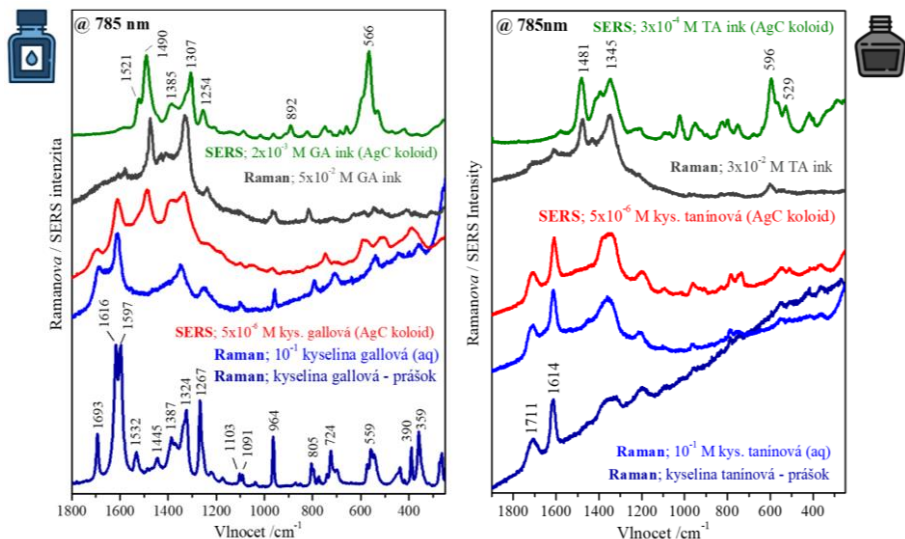 @ 785 nm
1521
1490
1385
1307
1254
892
566
SERS; 2x10⁻³ M GA ink (AgC koloid)
Raman; 5x10⁻² M GA ink
SERS; 5x10⁻⁶ M kys. gallová (AgC koloid)
Raman; 10⁻¹ kyselina gallová (aq)
Raman; kyselina gallová - prášok
1693
1616
1597
1532
1445
1387
1324
1267
1103
1091
964
805
724
559
390
359
Ramanova / SERS intenzita
1800 1600 1400 1200 1000 800 600 400
Vlnocet /cm⁻¹
@ 785nm
SERS; 3x10⁻⁴ M TA ink (AgC koloid)
1481
1345
596
529
Raman; 3x10⁻² M TA ink
SERS; 5x10⁻⁶ M kys. tanínová (AgC koloid)
1711
1614
Raman; 10⁻¹ M kys. tanínová (aq)
Raman; kyselina tanínová - prášok
Ramanova / SERS Intensity
1800 1600 1400 1200 1000 800 600 400
Vlnocet /cm⁻¹